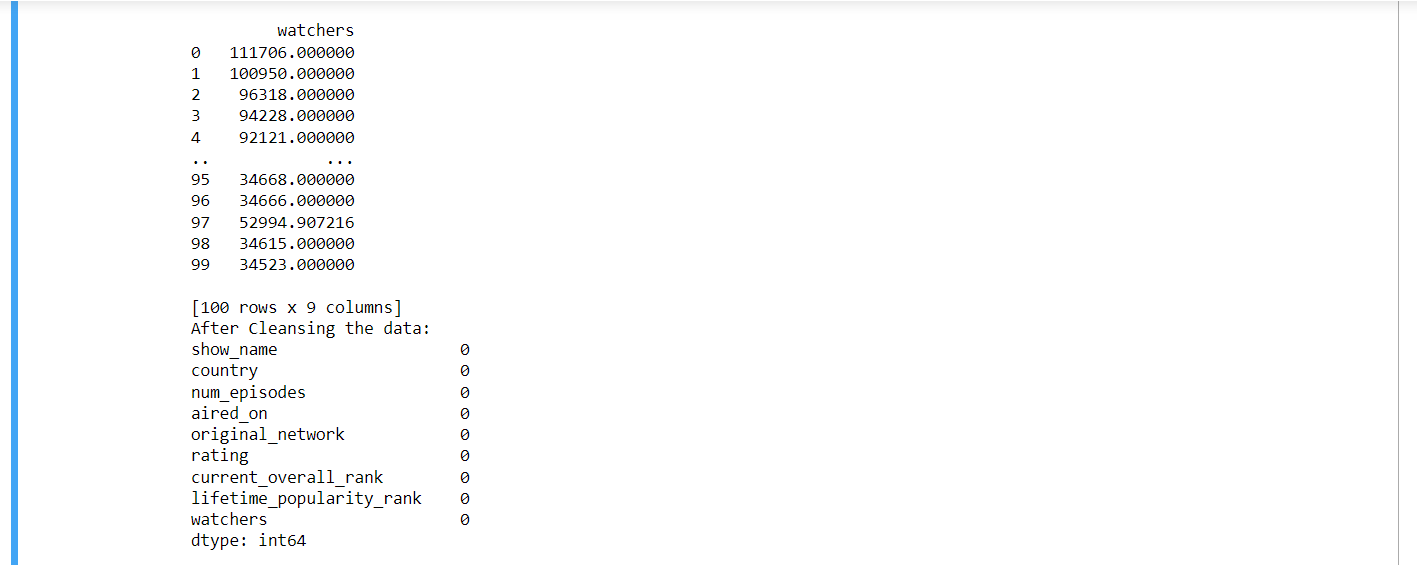 watchers
0 111706.000000
1 100950.000000
2 96318.000000
3 94228.000000
4 92121.000000
.. ...
95 34668.000000
96 34666.000000
97 52994.907216
98 34615.000000
99 34523.000000
[100 rows x 9 columns]
After Cleansing the data:
show_name 0
country 0
num_episodes 0
aired_on 0
original_network 0
rating 0
current_overall_rank 0
lifetime_popularity_rank 0
watchers 0
dtype: int64